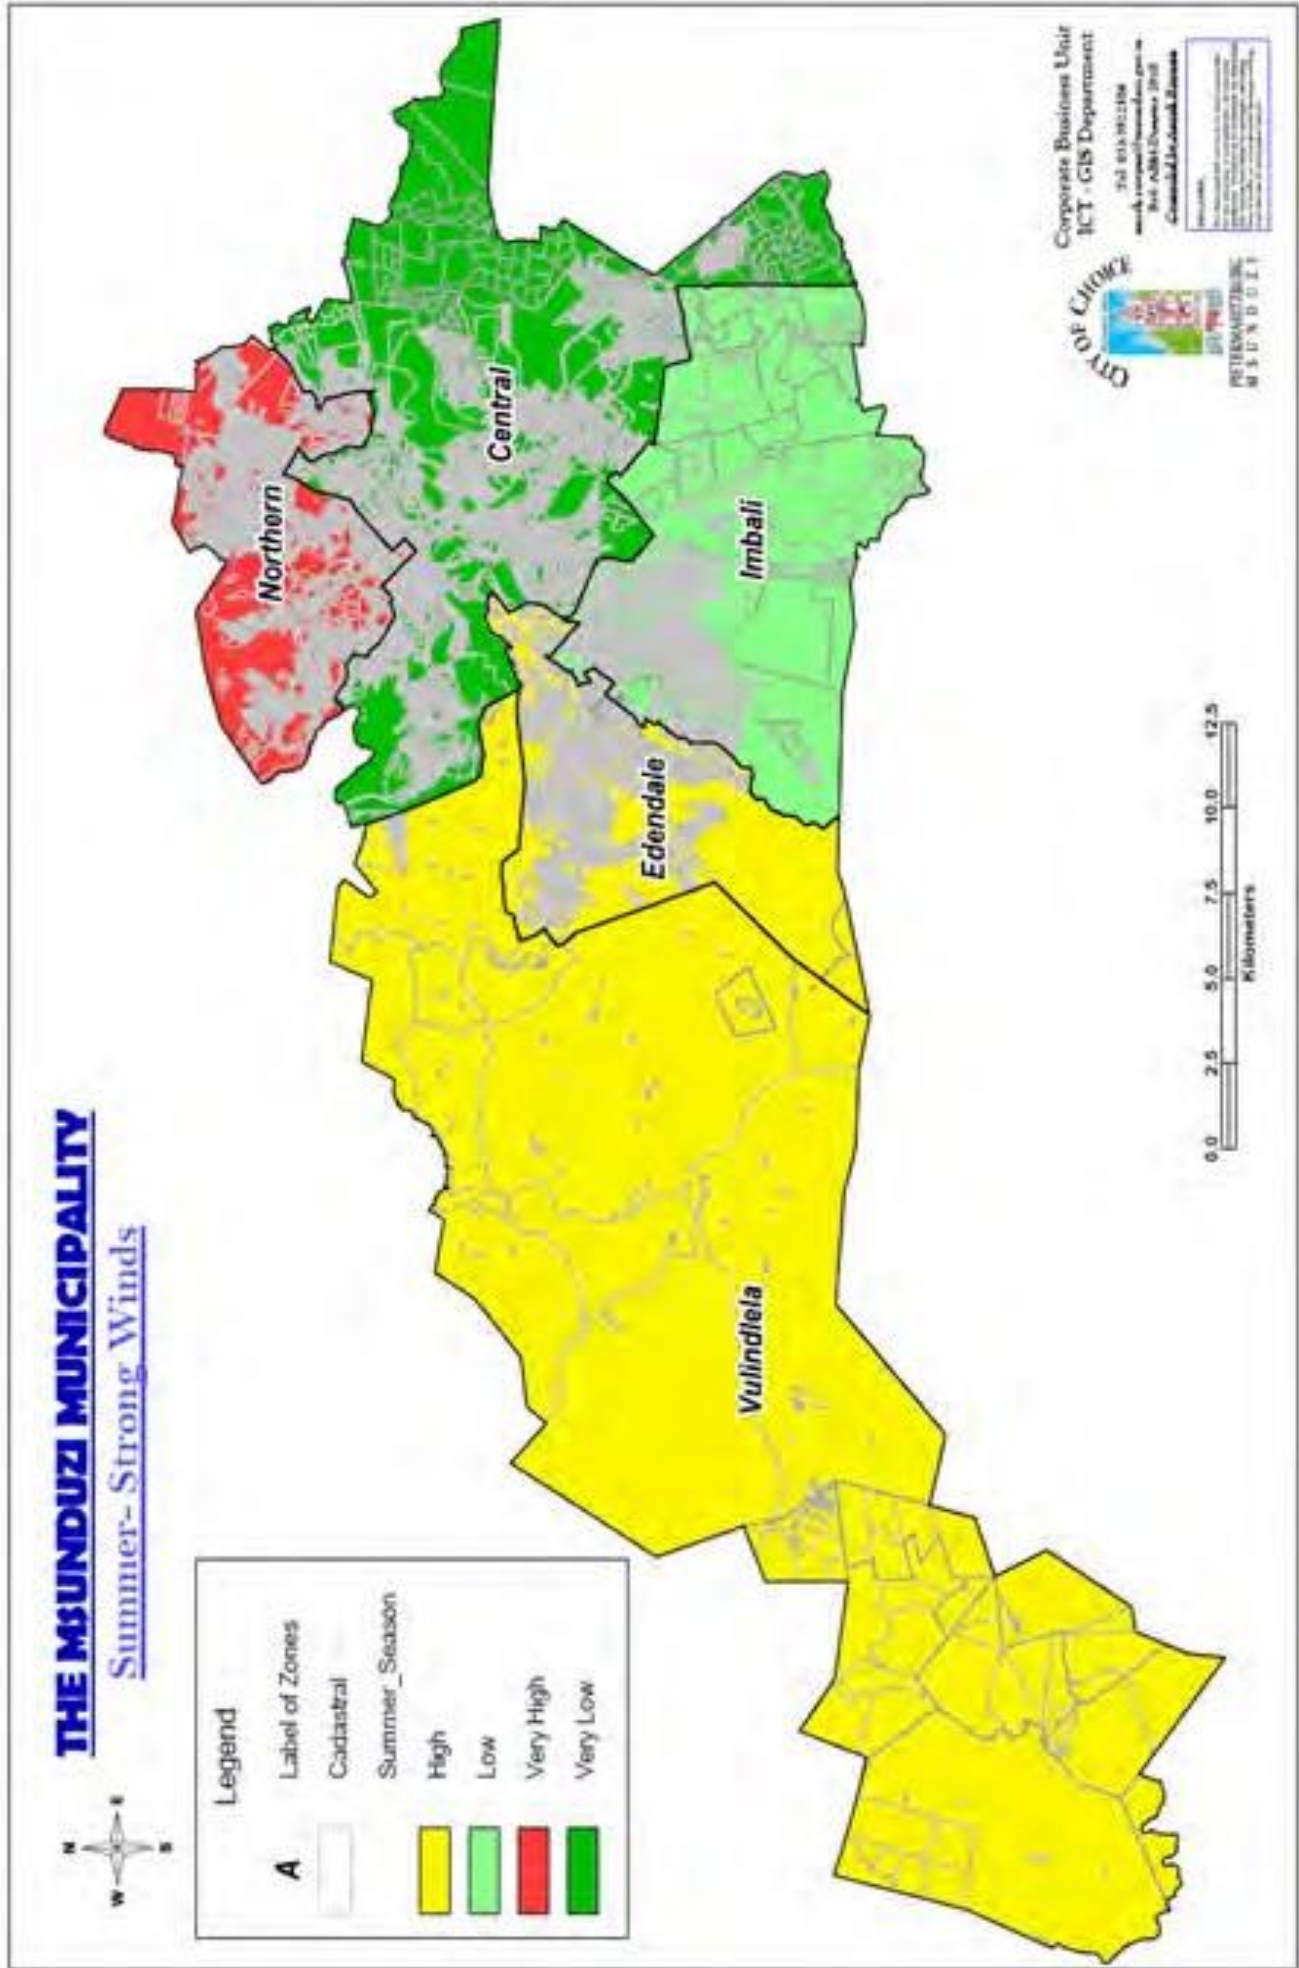 THE MSUNDUZI MUNICIPALITY
Summer- Strong Winds
N
W
E
S
Legend
A
Label of Zones
Cadastral
Summer_Season
High
Low
Very High
Very Low
Northern
Central
Imbali
Edendale
Vulindlela
0.0
2.5
5.0
7.5
10.0
12.5
Kilometers
CITY OF CHOICE
PIETERMARITZBURG
MSUNDUZI
Corporate Business Unit
ICT - GIS Department